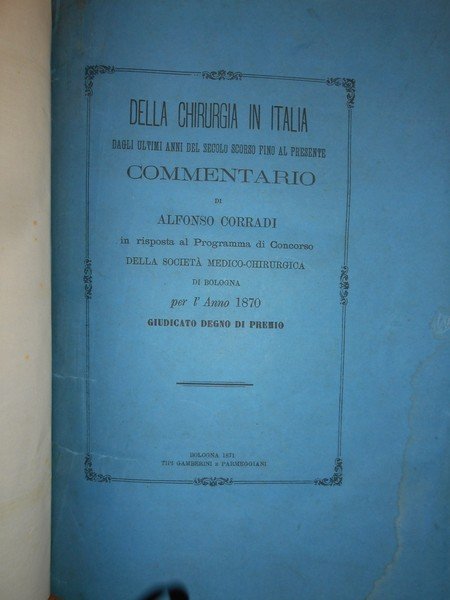 DELLA CHIRURGIA IN ITALIA
DAGLI ULTIMI ANNI DEL SECOLO SCORSO FINO AL PRESENTE
COMMENTARIO
DI
ALFONSO CORRADI
in risposta al Programma di Concorso
DELLA SOCIETÀ MEDICO-CHIRURGICA
DI BOLOGNA
per l'Anno 1870
GIUDICATO DEGNO DI PREMIO
BOLOGNA 1871
TIPI GAMBERINI E PARMEGGIANI